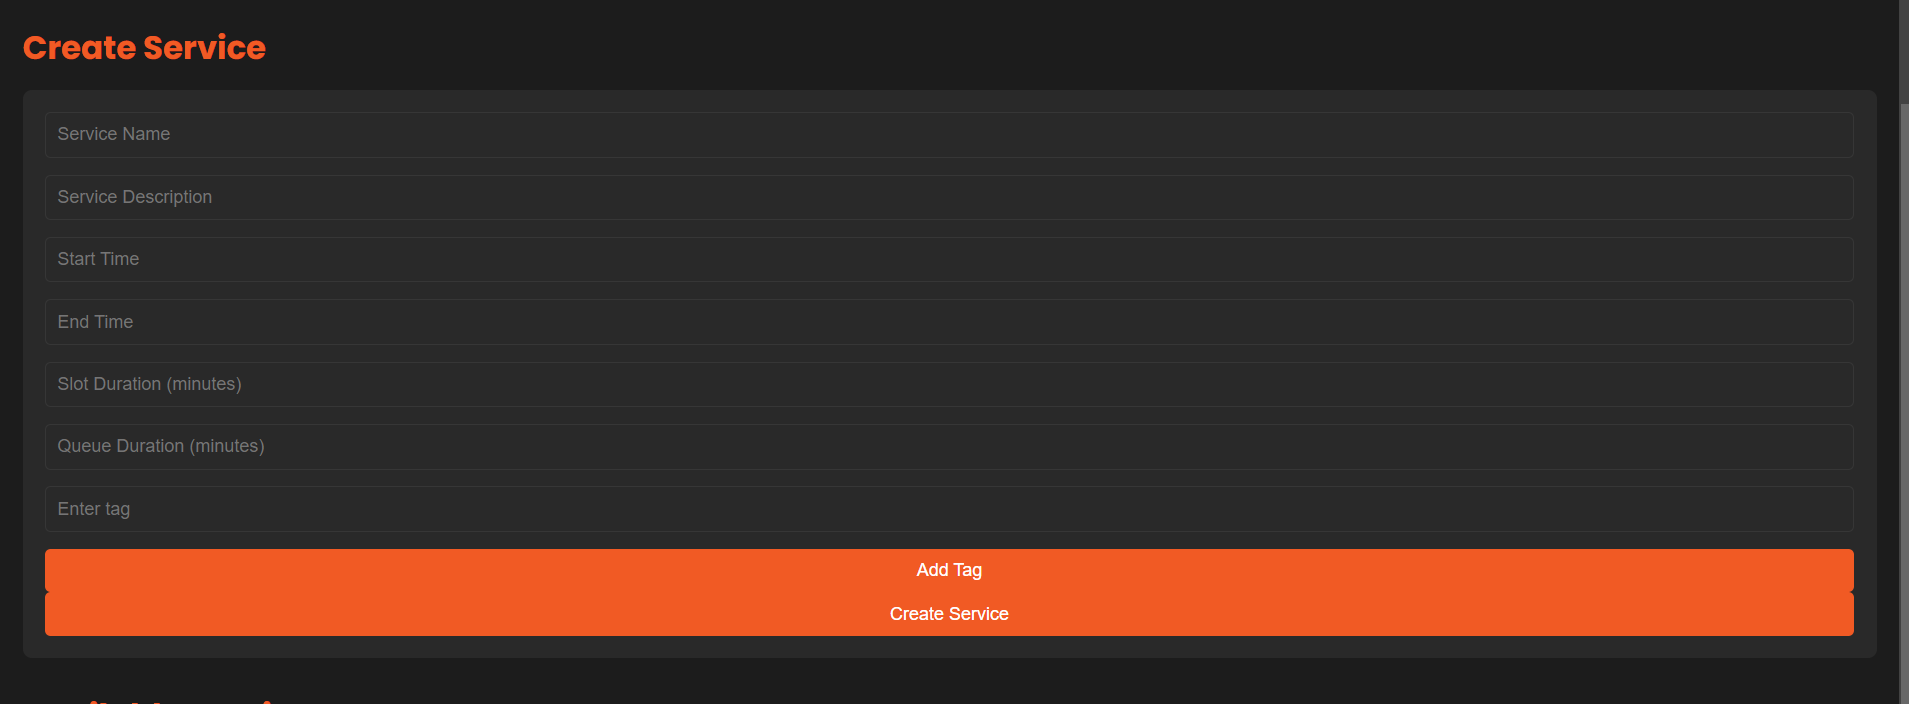 Create Service
Service Name
Service Description
Start Time
End Time
Slot Duration (minutes)
Queue Duration (minutes)
Enter tag
Add Tag
Create Service